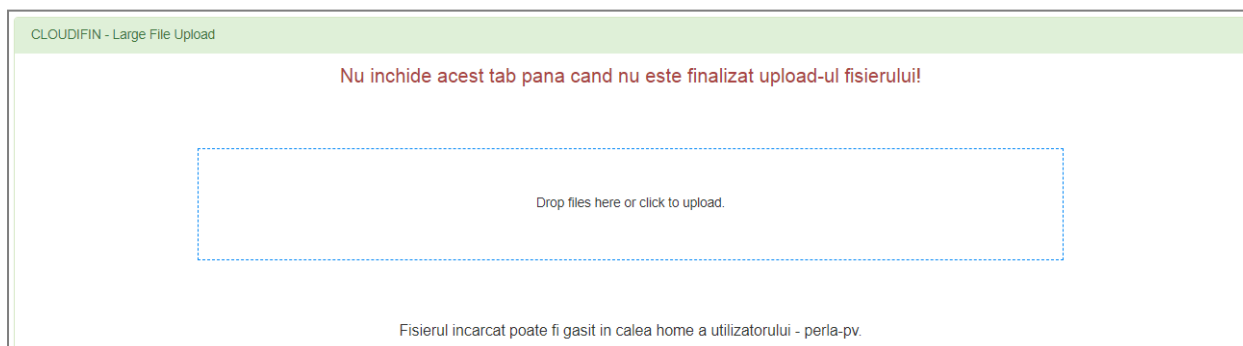 CLOUDIFIN - Large File Upload
Nu inchide acest tab pana cand nu este finalizat upload-ul fisierului!
Drop files here or click to upload.
Fisierul incarcat poate fi gasit in calea home a utilizatorului - perla-pv.